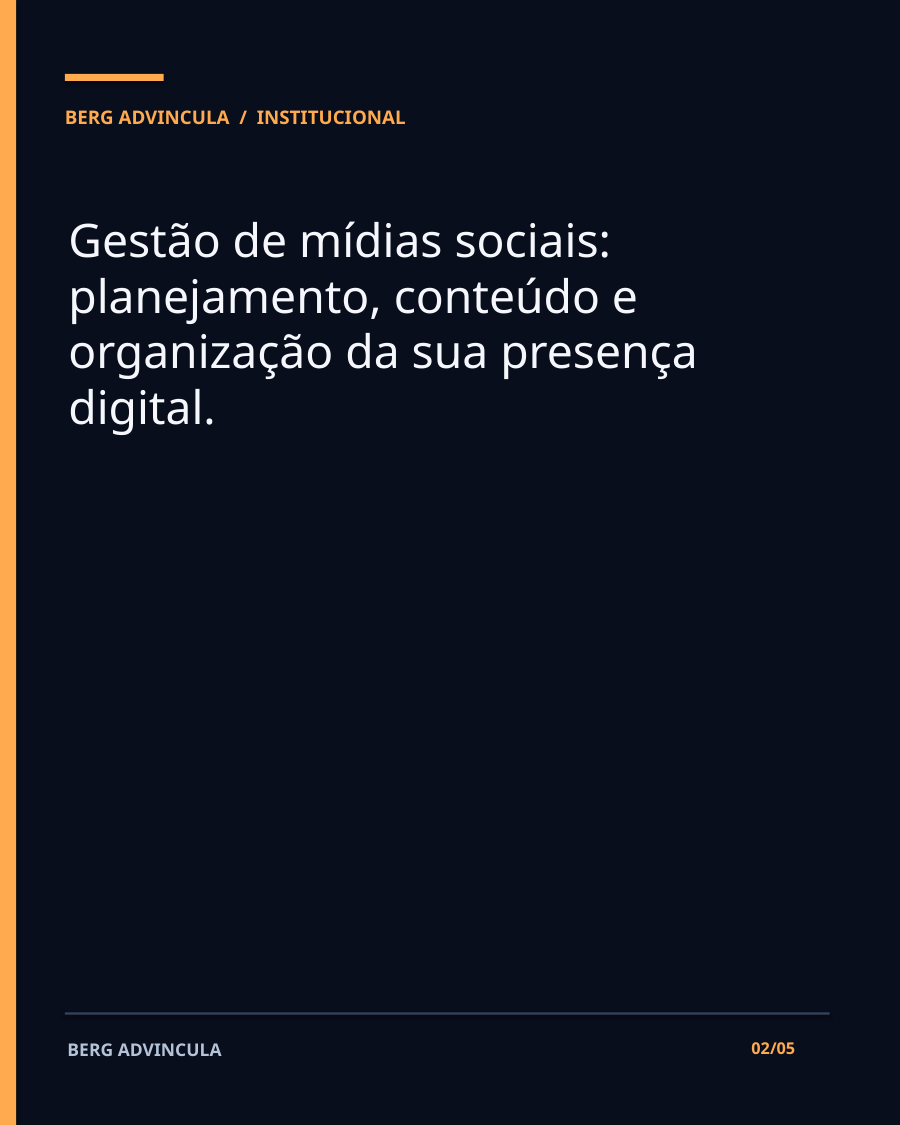 BERG ADVINCULA / INSTITUCIONAL
Gestão de mídias sociais:
planejamento, conteúdo e
organização da sua presença
digital.
BERG ADVINCULA
02/05